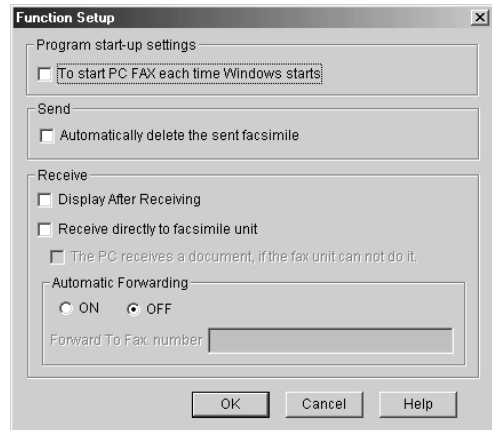 Function Setup
Program start-up settings
To start PC FAX each time Windows starts
Send
Automatically delete the sent facsimile
Receive
Display After Receiving
Receive directly to facsimile unit
The PC receives a document, if the fax unit can not do it.
Automatic Forwarding
ON OFF
Forward To Fax. number
OK Cancel Help